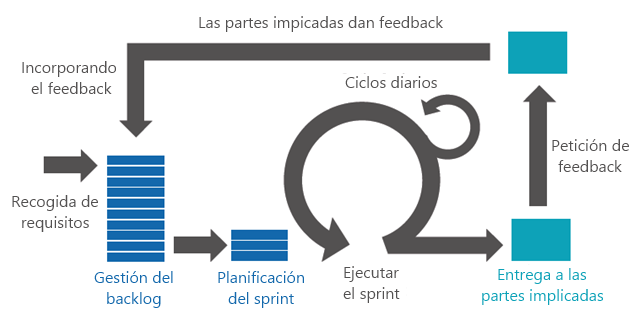 Las partes impicadas dan feedback
Incorporando
el feedback
Ciclos diarios
Petición de
feedback
Recogida de
requisitos
Gestión del
backlog
Planificación
del sprint
Ejecutar
el sprint
Entrega a las
partes implicadas